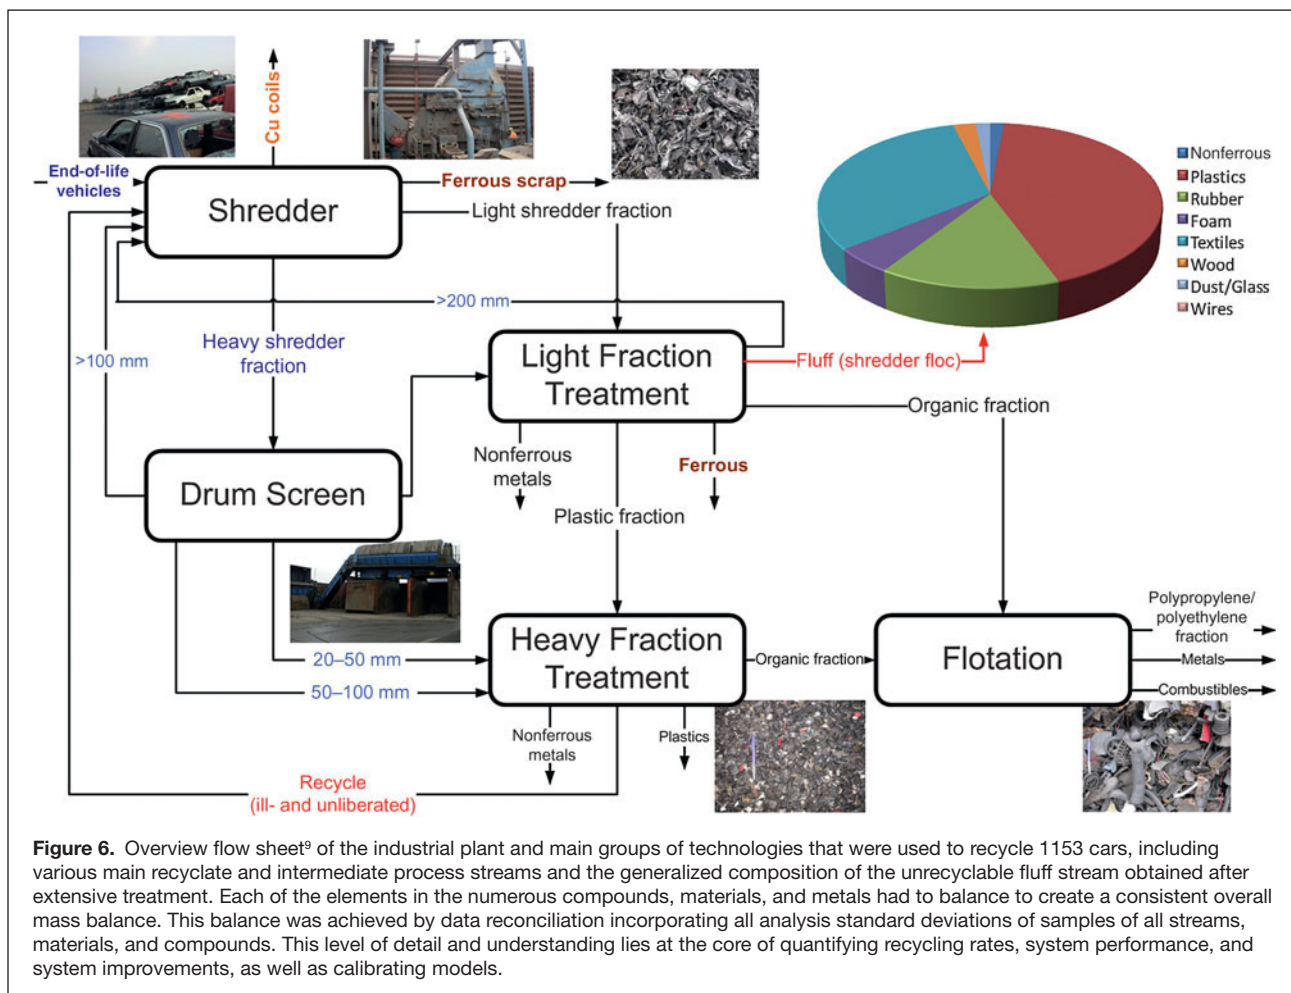 Cu coils
End-of-life
vehicles
Shredder
Ferrous scrap
Light shredder fraction
Nonferrous
Plastics
Rubber
Foam
Textiles
Wood
Dust/Glass
Wires
>200 mm
>100 mm
Heavy shredder
fraction
Light Fraction
Treatment
Fluff (shredder floc)
Organic fraction
Nonferrous
metals
Ferrous
Drum Screen
Plastic fraction
20–50 mm
50–100 mm
Heavy Fraction
Treatment
Organic fraction
Flotation
Polypropylene/
polyethylene
fraction
Metals
Combustibles
Nonferrous
metals
Plastics
Recycle
(ill- and unliberated)
Figure 6. Overview flow sheet⁹ of the industrial plant and main groups of technologies that were used to recycle 1153 cars, including
various main recyclate and intermediate process streams and the generalized composition of the unrecyclable fluff stream obtained after
extensive treatment. Each of the elements in the numerous compounds, materials, and metals had to balance to create a consistent overall
mass balance. This balance was achieved by data reconciliation incorporating all analysis standard deviations of samples of all streams,
materials, and compounds. This level of detail and understanding lies at the core of quantifying recycling rates, system performance, and
system improvements, as well as calibrating models.